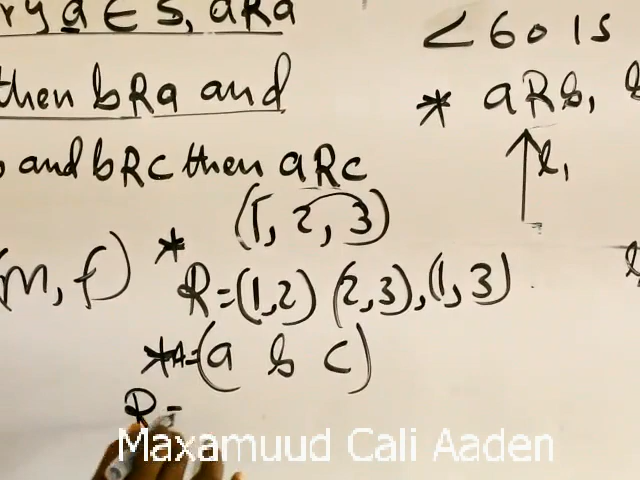 ry a ∈ S, aRa
then bRa and
and bRc then aRc
(1, 2, 3)
(m, f) *
R=(1,2) (2,3),(1,3)
*A=(a b c)
R=
<60 is
* aRb,
l₁
Maxamuud Cali Aaden